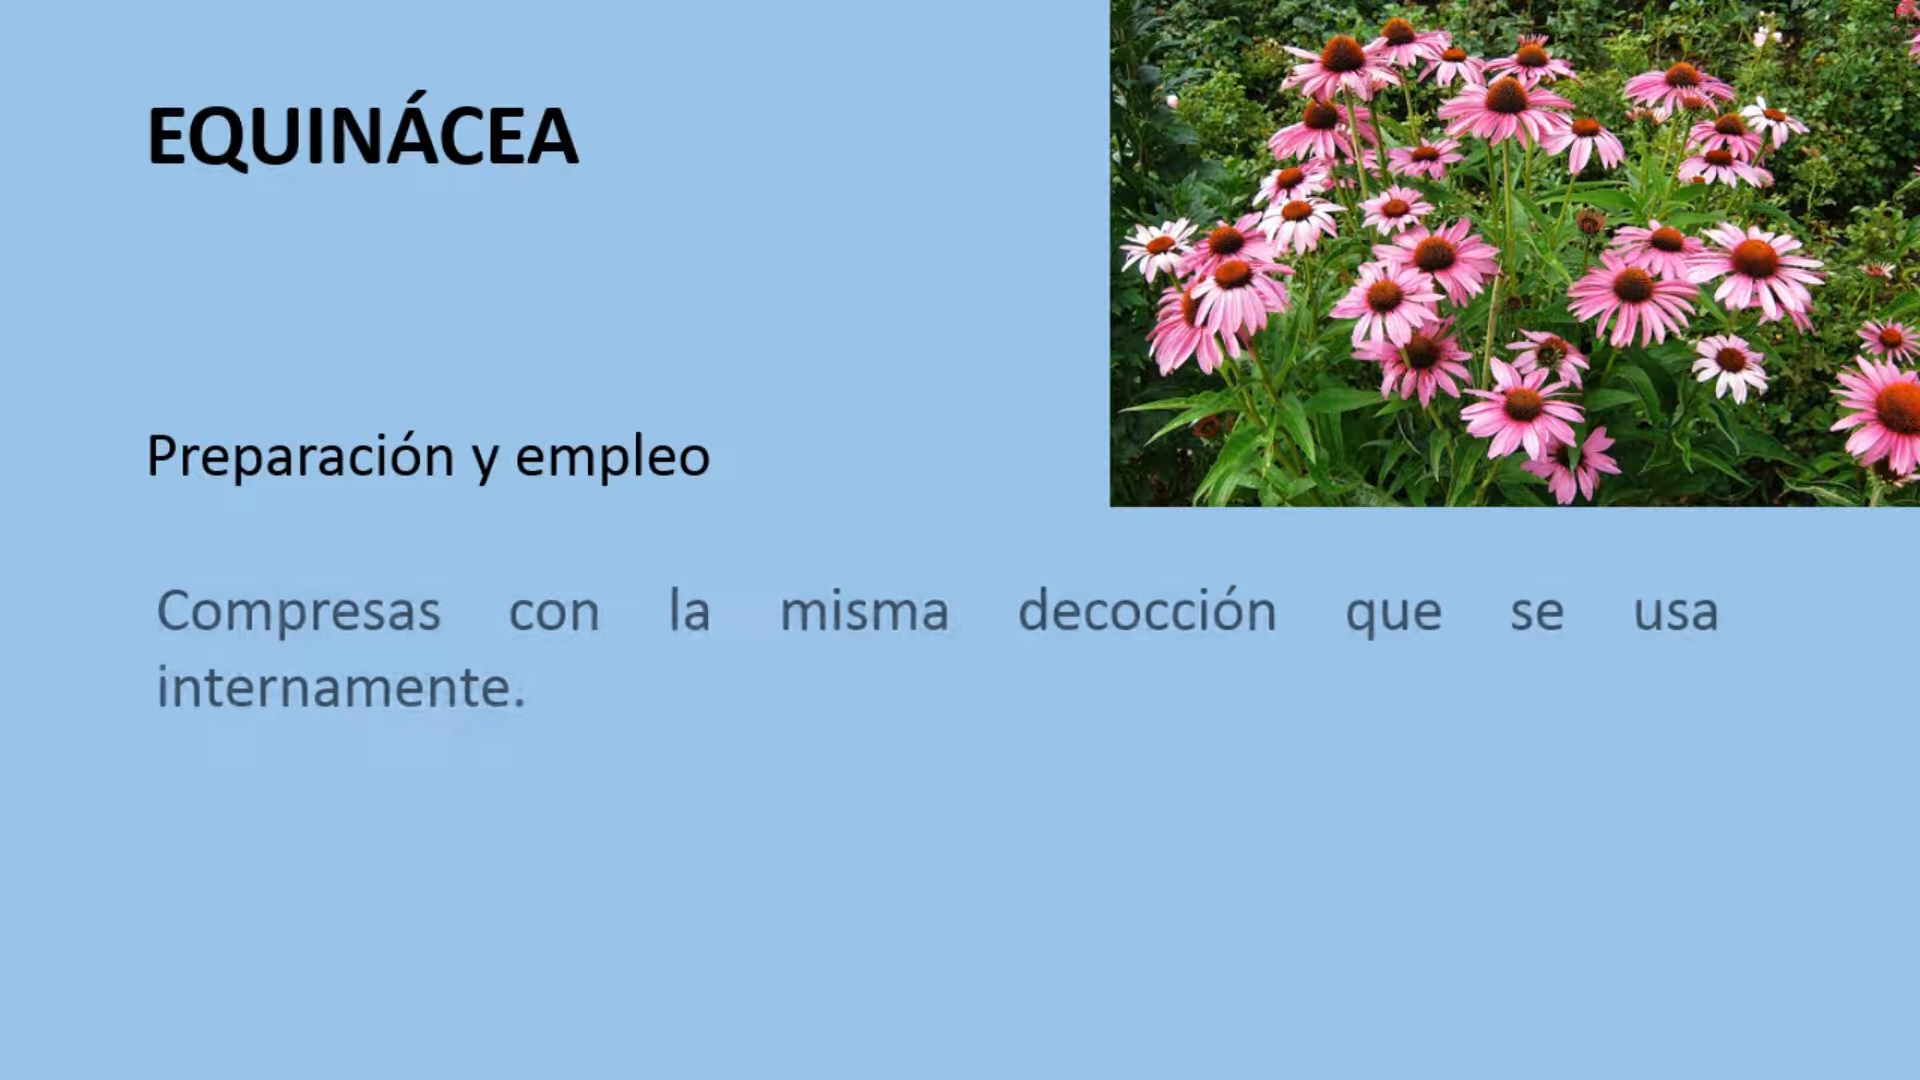 EQUINÁCEA
Preparación y empleo
Compresas con la misma decocción que se usa
internamente.